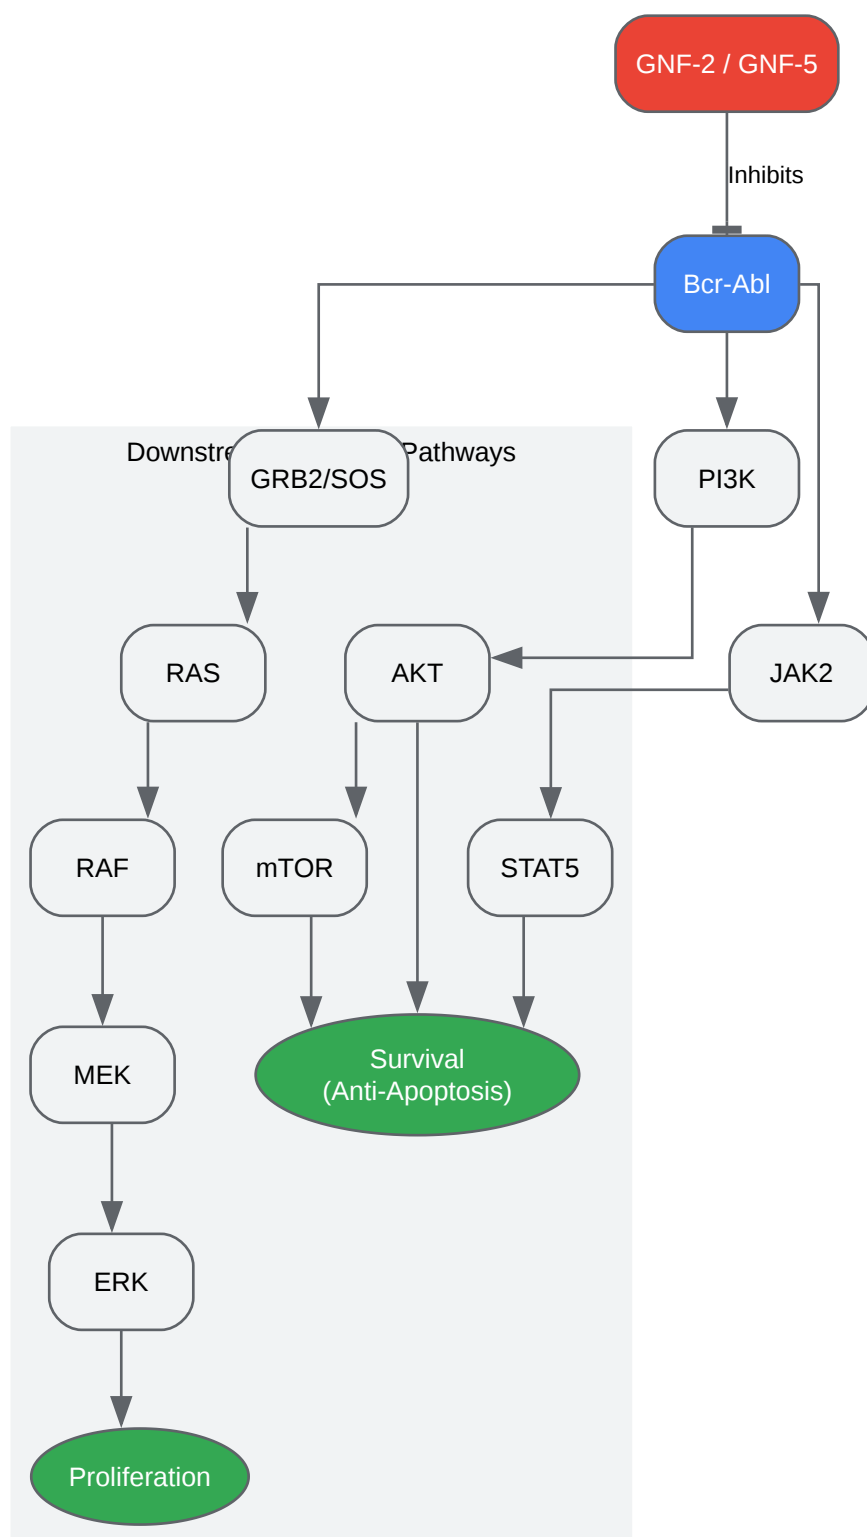 GNF-2 / GNF-5
Inhibits
Bcr-Abl
Pathways
GRB2/SOS
PI3K
RAS
AKT
JAK2
RAF
mTOR
STAT5
Survival
(Anti-Apoptosis)
MEK
ERK
Proliferation